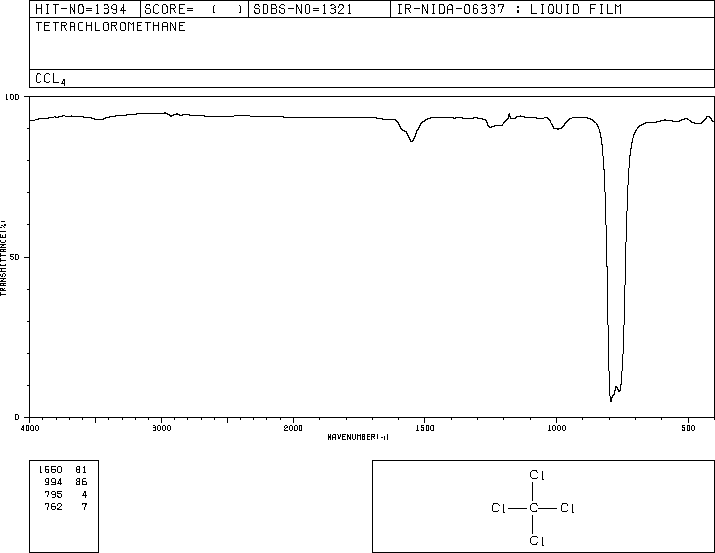 HIT-NO=1394 SCORE= ( ) SDBS-NO=1321 IR-NIDA-06337 : LIQUID FILM
TETRACHLOROMETHANE
CCL4
100
50
0
TRANSMITTANCE(%)
4000 3000 2000 1500 1000 500
WAVENUMBER(-1)
1660 81
994 86
795 4
762 7
Cl
Cl C Cl
Cl